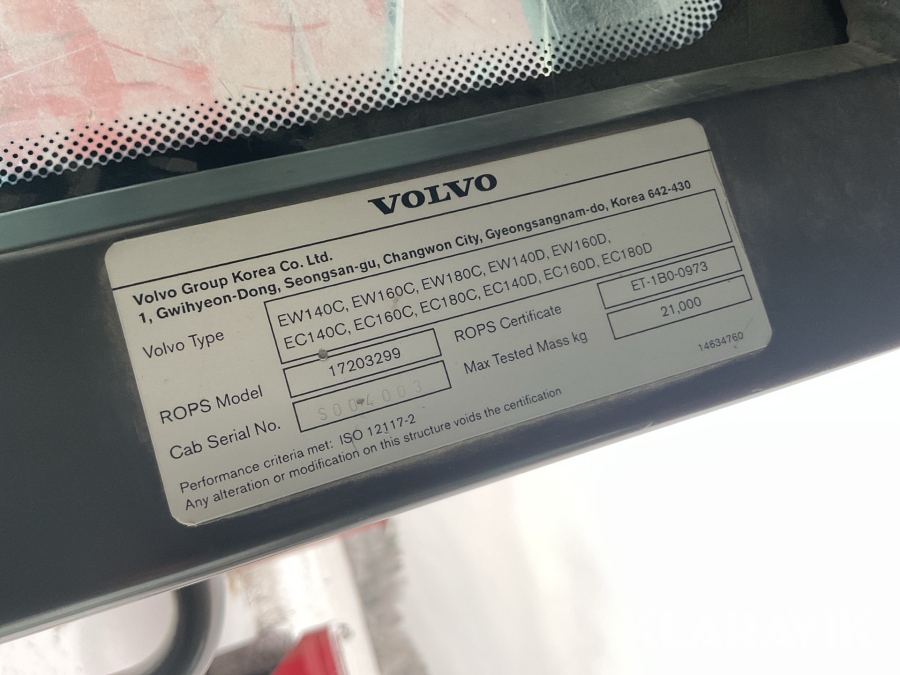 VOLVO
Volvo Group Korea Co. Ltd.
1, Gwihyeon-Dong, Seongsan-gu, Changwon City, Gyeongsangnam-do, Korea 642-430
Volvo Type
EW140C, EW160C, EW180C, EW140D, EW160D,
EC140C, EC160C, EC180C, EC140D, EC160D, EC180D
ROPS Model 17203299 ROPS Certificate ET-1B0-0973
Cab Serial No. S004003 Max Tested Mass kg 21,000
14634760
Performance criteria met: ISO 12117-2
Any alteration or modification on this structure voids the certification